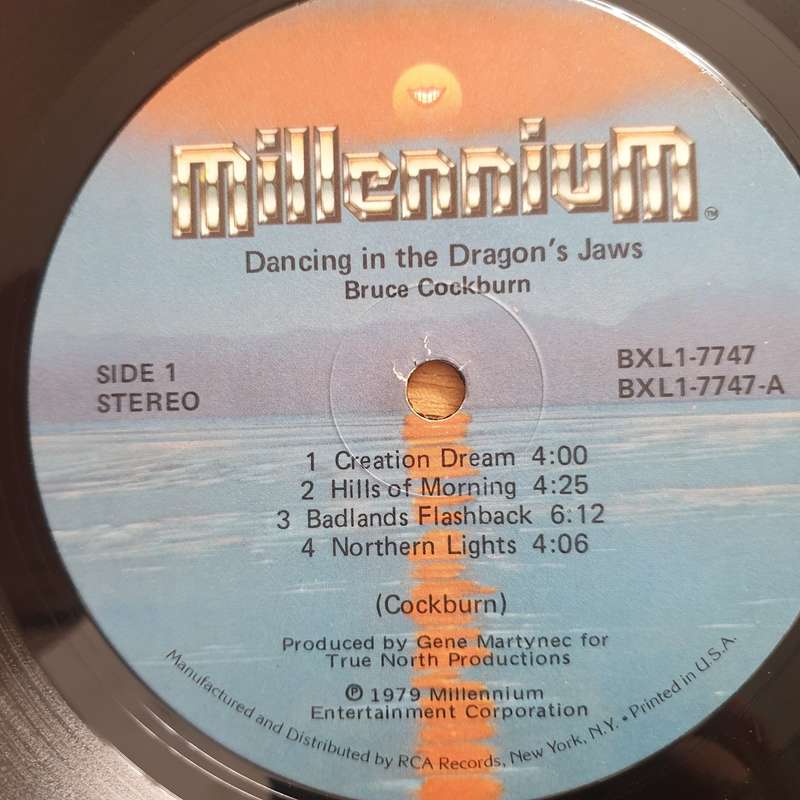 millennium™
Dancing in the Dragon's Jaws
Bruce Cockburn
SIDE 1
STEREO
BXL1-7747
BXL1-7747-A
1 Creation Dream 4:00
2 Hills of Morning 4:25
3 Badlands Flashback 6:12
4 Northern Lights 4:06
(Cockburn)
Produced by Gene Martynec for
True North Productions
℗ 1979 Millennium
Entertainment Corporation
Manufactured and Distributed by RCA Records, New York, N.Y. • Printed in U.S.A.